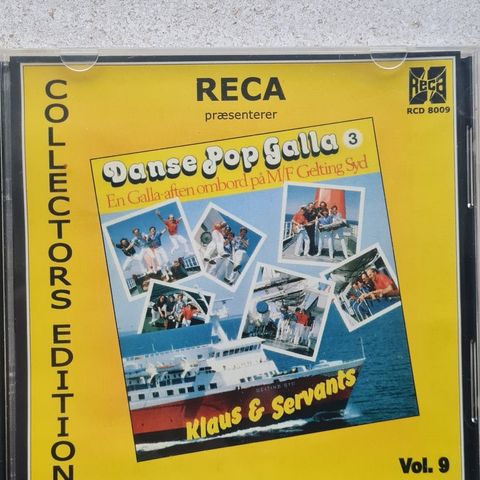 COLLECTORS EDITION
RECA
præsenterer
Reca
RCD 8009
Danse Pop Galla 3
En Galla-aften ombord på M/F Gelting Syd
GELTING SYD
Klaus & Servants
Vol. 9